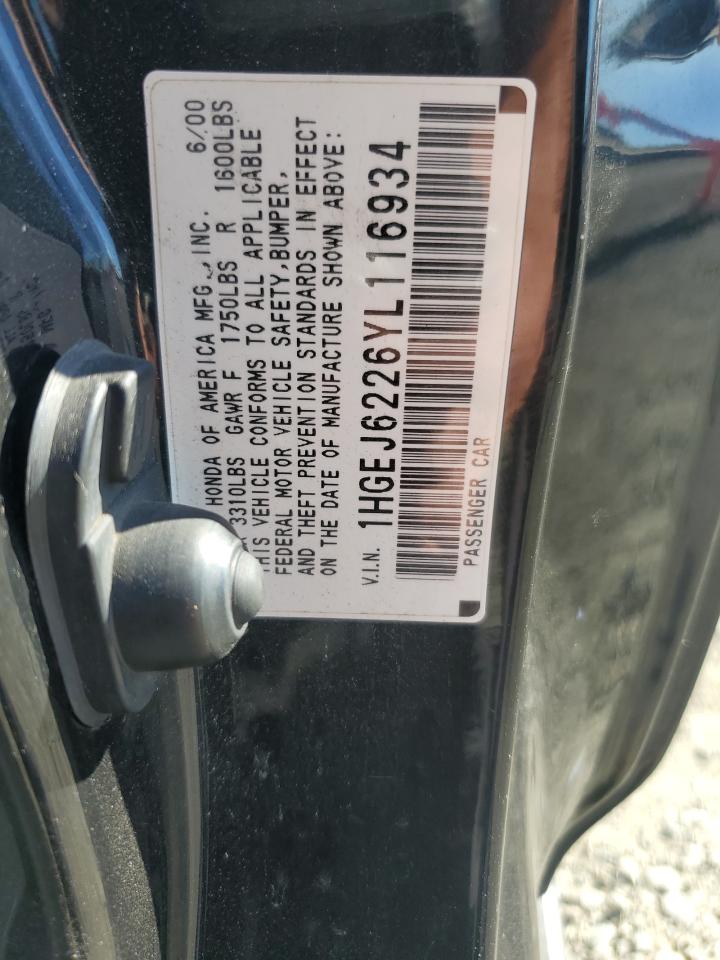 HONDA OF AMERICA MFG., INC. 6/00
3310LBS GAWR F 1750LBS R 1600LBS
THIS VEHICLE CONFORMS TO ALL APPLICABLE
FEDERAL MOTOR VEHICLE SAFETY, BUMPER,
AND THEFT PREVENTION STANDARDS IN EFFECT
ON THE DATE OF MANUFACTURE SHOWN ABOVE:
V.I.N. 1HGEJ6226YL116934
PASSENGER CAR